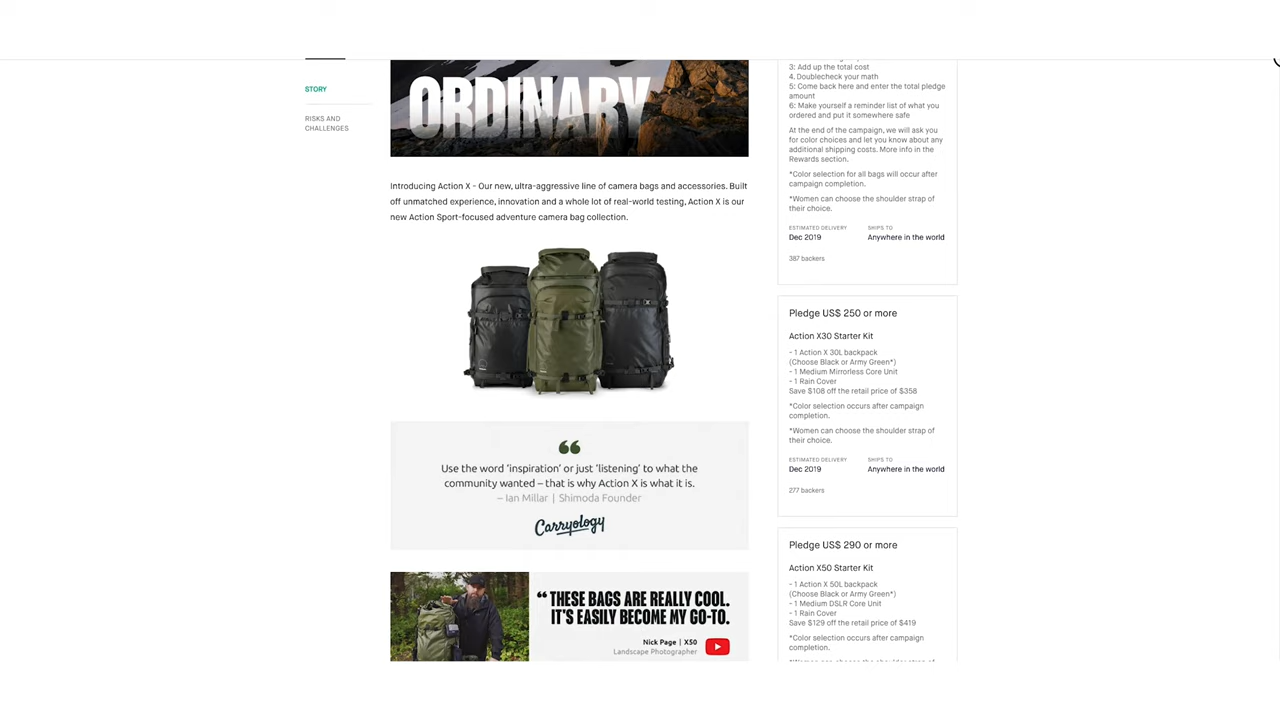 STORY
RISKS AND
CHALLENGES
ORDINARY
Introducing Action X - Our new, ultra-aggressive line of camera bags and accessories. Built
off unmatched experience, innovation and a whole lot of real-world testing, Action X is our
new Action Sport-focused adventure camera bag collection.
Use the word 'inspiration' or just 'listening' to what the
community wanted – that is why Action X is what it is.
– Ian Millar | Shimoda Founder
Carryology
“ THESE BAGS ARE REALLY COOL.
IT'S EASILY BECOME MY GO-TO.
Nick Page | X50
Landscape Photographer
3: Add up the total cost
4. Doublecheck your math
5: Come back here and enter the total pledge
amount
6: Make yourself a reminder list of what you
ordered and put it somewhere safe
At the end of the campaign, we will ask you
for color choices and let you know about any
additional shipping costs. More info in the
Rewards section.
*Color selection for all bags will occur after
campaign completion.
*Women can choose the shoulder strap of
their choice.
ESTIMATED DELIVERY
Dec 2019
SHIPS TO
Anywhere in the world
387 backers
Pledge US$ 250 or more
Action X30 Starter Kit
- 1 Action X 30L backpack
(Choose Black or Army Green*)
- 1 Medium Mirrorless Core Unit
- 1 Rain Cover
Save $108 off the retail price of $358
*Color selection occurs after campaign
completion.
*Women can choose the shoulder strap of
their choice.
ESTIMATED DELIVERY
Dec 2019
SHIPS TO
Anywhere in the world
277 backers
Pledge US$ 290 or more
Action X50 Starter Kit
- 1 Action X 50L backpack
(Choose Black or Army Green*)
- 1 Medium DSLR Core Unit
- 1 Rain Cover
Save $129 off the retail price of $419
*Color selection occurs after campaign
completion.